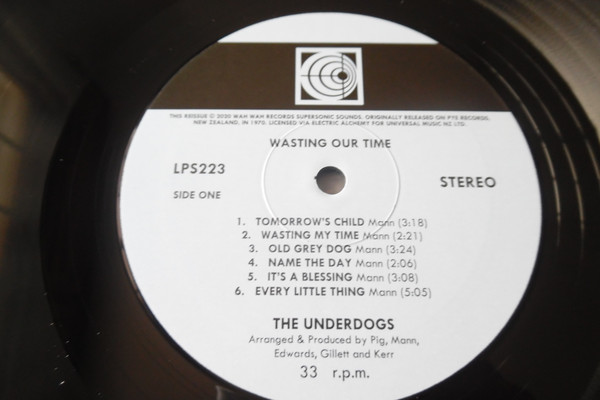 THIS REISSUE Ⓟ 2020 WAH WAH RECORDS SUPERSONIC SOUNDS. ORIGINALLY RELEASED ON PYE RECORDS,
NEW ZEALAND, IN 1970. LICENSED VIA ELECTRIC ALCHEMY FOR UNIVERSAL MUSIC NZ LTD.
WASTING OUR TIME
LPS223
STEREO
SIDE ONE
1. TOMORROW'S CHILD Mann (3:18)
2. WASTING MY TIME Mann (2:21)
3. OLD GREY DOG Mann (3:24)
4. NAME THE DAY Mann (2:06)
5. IT'S A BLESSING Mann (3:08)
6. EVERY LITTLE THING Mann (5:05)
THE UNDERDOGS
Arranged & Produced by Pig, Mann,
Edwards, Gillett and Kerr
33 r.p.m.